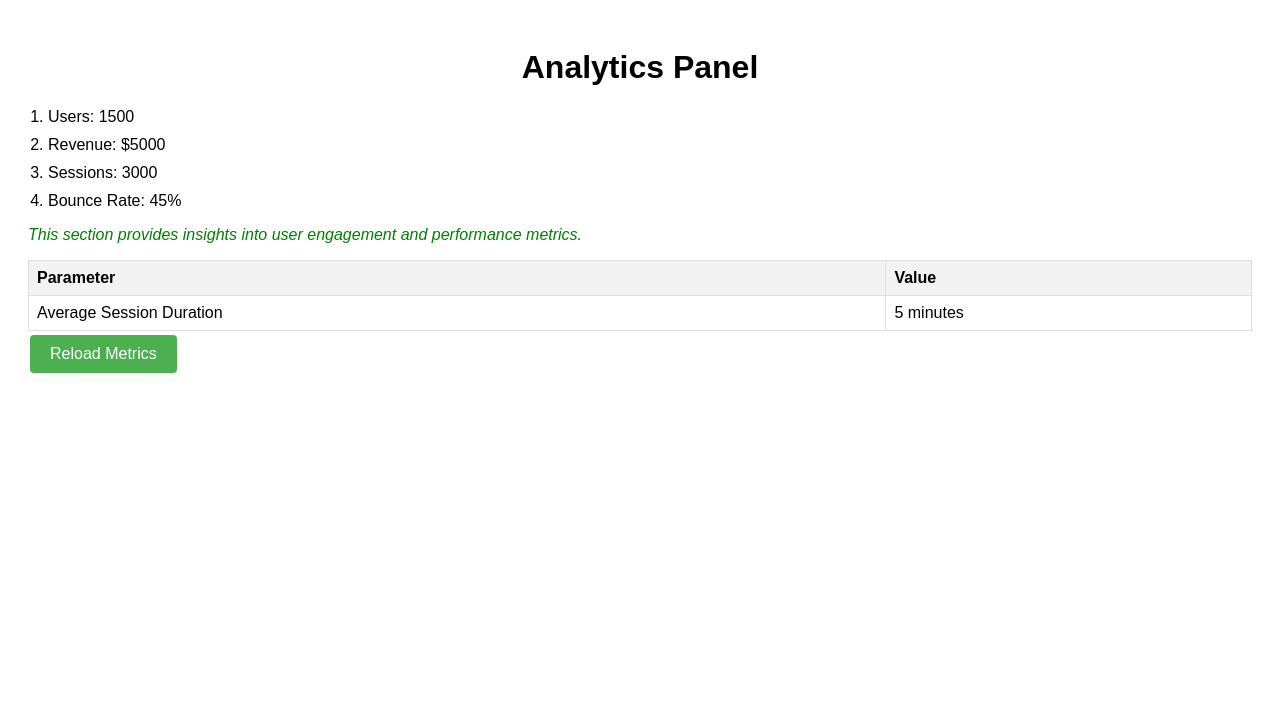 Analytics Panel
1. Users: 1500
2. Revenue: $5000
3. Sessions: 3000
4. Bounce Rate: 45%
This section provides insights into user engagement and performance metrics.
Parameter Value
Average Session Duration 5 minutes
Reload Metrics